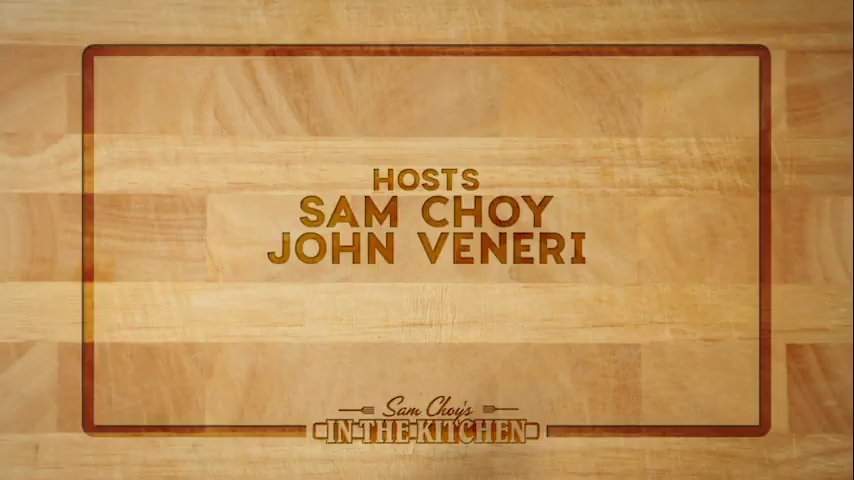 HOSTS
SAM CHOY
JOHN VENERI
Sam Choy's
IN THE KITCHEN